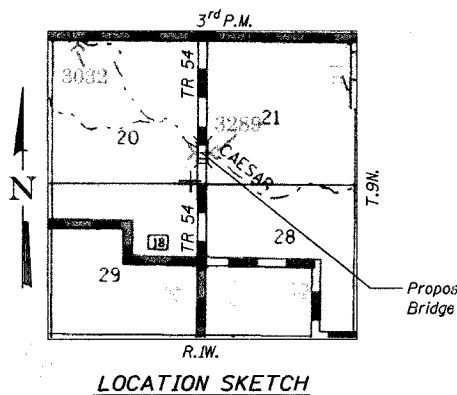 3rd P.M.
TR 54
3032
21
3289
20
CAESAR
T.9N.
N
TR 54
18
28
29
Propos
Bridge
R.1W.
LOCATION SKETCH